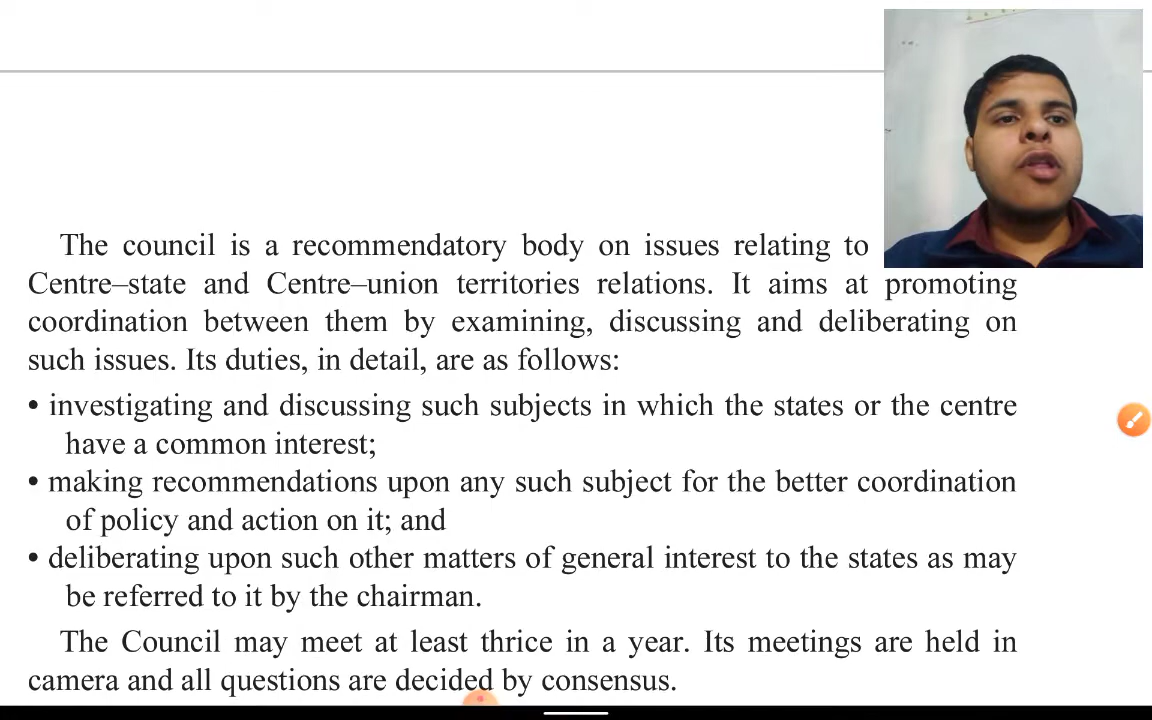 The council is a recommendatory body on issues relating to
Centre–state and Centre–union territories relations. It aims at promoting
coordination between them by examining, discussing and deliberating on
such issues. Its duties, in detail, are as follows:
• investigating and discussing such subjects in which the states or the centre
have a common interest;
• making recommendations upon any such subject for the better coordination
of policy and action on it; and
• deliberating upon such other matters of general interest to the states as may
be referred to it by the chairman.
The Council may meet at least thrice in a year. Its meetings are held in
camera and all questions are decided by consensus.